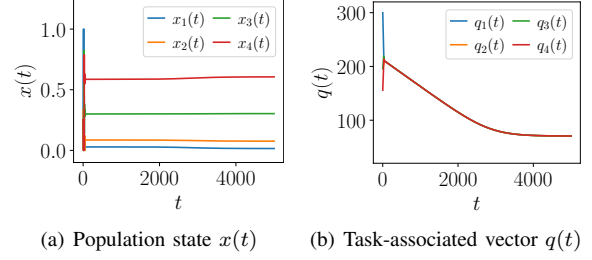 x(t)
1.0
0.5
0.0
x₁(t) x₃(t)
x₂(t) x₄(t)
0 2000 4000
t
(a) Population state x(t)
q(t)
300
200
100
q₁(t) q₃(t)
q₂(t) q₄(t)
0 2000 4000
t
(b) Task-associated vector q(t)